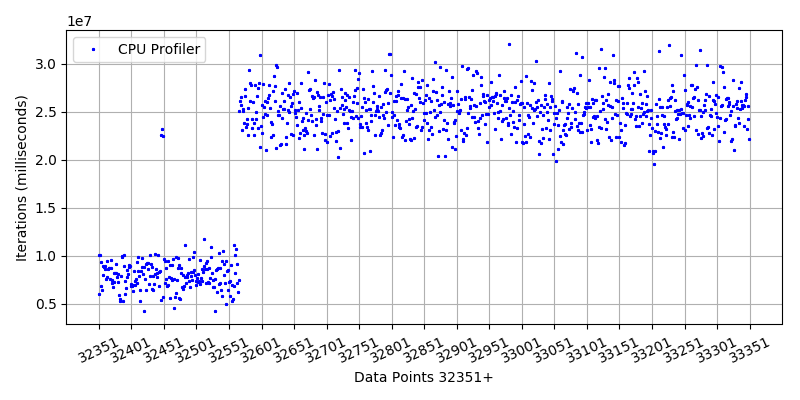 1e7
CPU Profiler
3.0
2.5
2.0
1.5
1.0
0.5
Iterations (milliseconds)
32351 32401 32451 32501 32551 32601 32651 32701 32751 32801 32851 32901 32951 33001 33051 33101 33151 33201 33251 33301 33351
Data Points 32351+